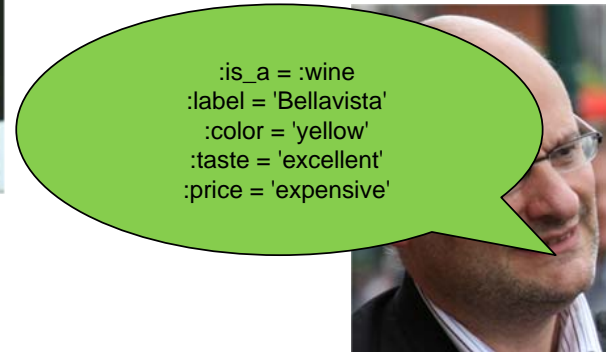 :is_a = :wine
:label = 'Bellavista'
:color = 'yellow'
:taste = 'excellent'
:price = 'expensive'